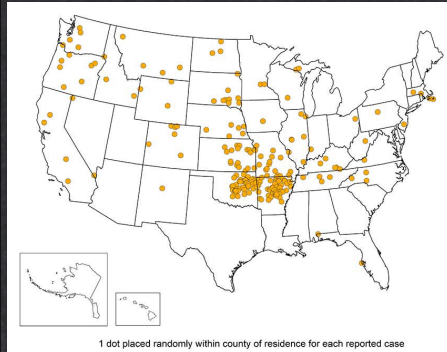 1 dot placed randomly within county of residence for each reported case